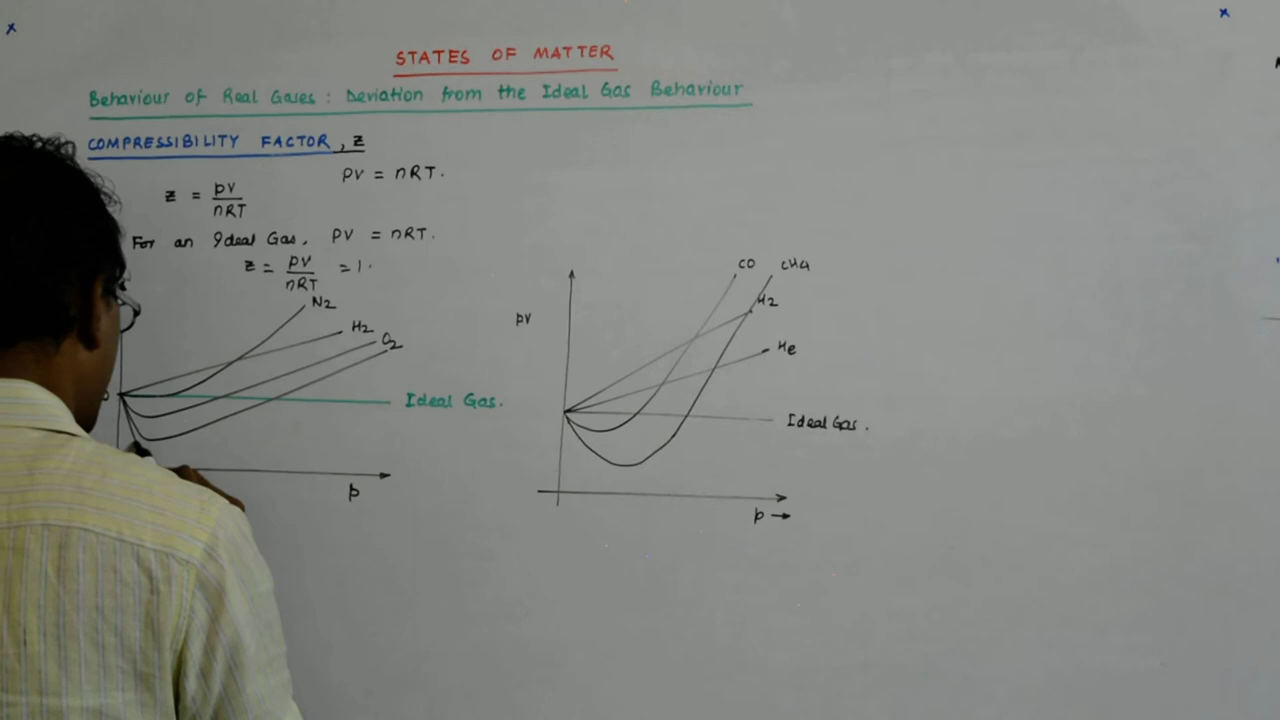 STATES OF MATTER
Behaviour of Real Gases : Deviation from the Ideal Gas Behaviour
COMPRESSIBILITY FACTOR, Z
PV = nRT.
Z = PV/nRT
For an Ideal Gas, PV = nRT.
Z = PV/nRT = 1.
N2
H2
O2
Ideal Gas.
p
CO CH4
H2
pv
He
Ideal Gas.
p →